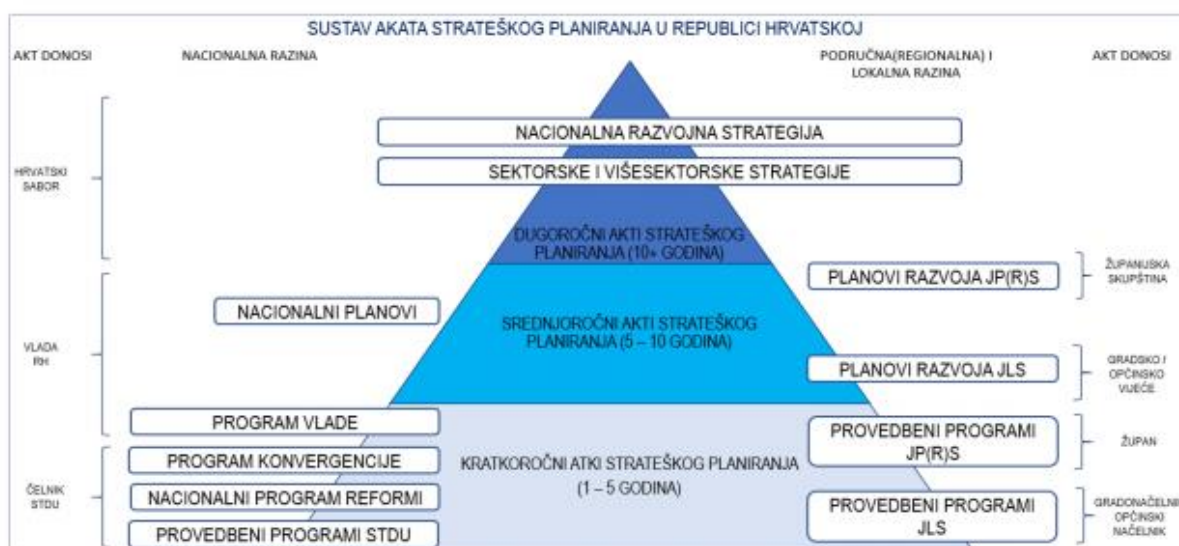 SUSTAV AKATA STRATEŠKOG PLANIRANJA U REPUBLICI HRVATSKOJ
AKT DONOSI
NACIONALNA RAZINA
PODRUČNA(REGIONALNA) I
LOKALNA RAZINA
AKT DONOSI
NACIONALNA RAZVOJNA STRATEGIJA
SEKTORSKE I VIŠESEKTORSKE STRATEGIJE
HRVATSKI
SABOR
DUGOROČNI AKTI STRATEŠKOG
PLANIRANJA (10+ GODINA)
PLANOVI RAZVOJA JP(R)S
ŽUPANIJSKA
SKUPŠTINA
NACIONALNI PLANOVI
SREDNJOROČNI AKTI STRATEŠKOG
PLANIRANJA (5 – 10 GODINA)
VLADA
RH
PLANOVI RAZVOJA JLS
GRADSKO /
OPĆINSKO
VIJEĆE
PROGRAM VLADE
PROVEDBENI PROGRAMI
JP(R)S
ŽUPAN
PROGRAM KONVERGENCIJE
KRATKOROČNI ATKI STRATEŠKOG PLANIRANJA
(1 – 5 GODINA)
ČELNIK
STDU
NACIONALNI PROGRAM REFORMI
PROVEDBENI PROGRAMI STDU
PROVEDBENI PROGRAMI
JLS
GRADONAČELNIK
OPĆINSKI
NAČELNIK